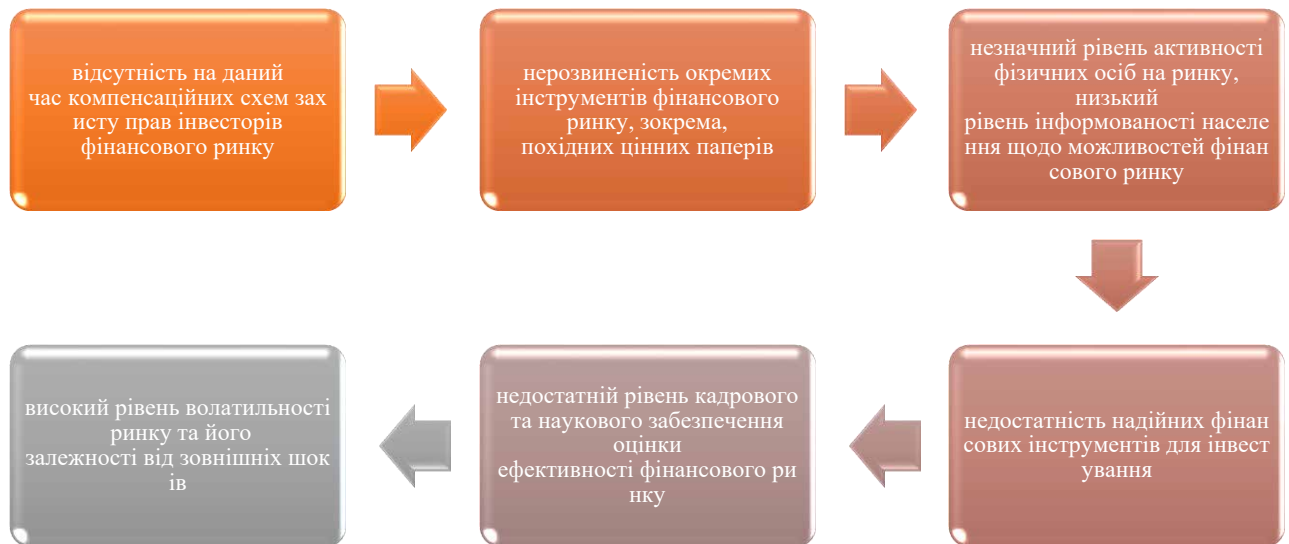 відсутність на даний
час компенсаційних схем зах
исту прав інвесторів
фінансового ринку
нерозвиненість окремих
інструментів фінансового
ринку, зокрема,
похідних цінних паперів
незначний рівень активності
фізичних осіб на ринку,
низький
рівень інформованості населе
ння щодо можливостей фінан
сового ринку
недостатність надійних фінан
сових інструментів для інвест
ування
недостатній рівень кадрового
та наукового забезпечення
оцінки
ефективності фінансового ри
нку
високий рівень волатильності
ринку та його
залежності від зовнішніх шок
ів